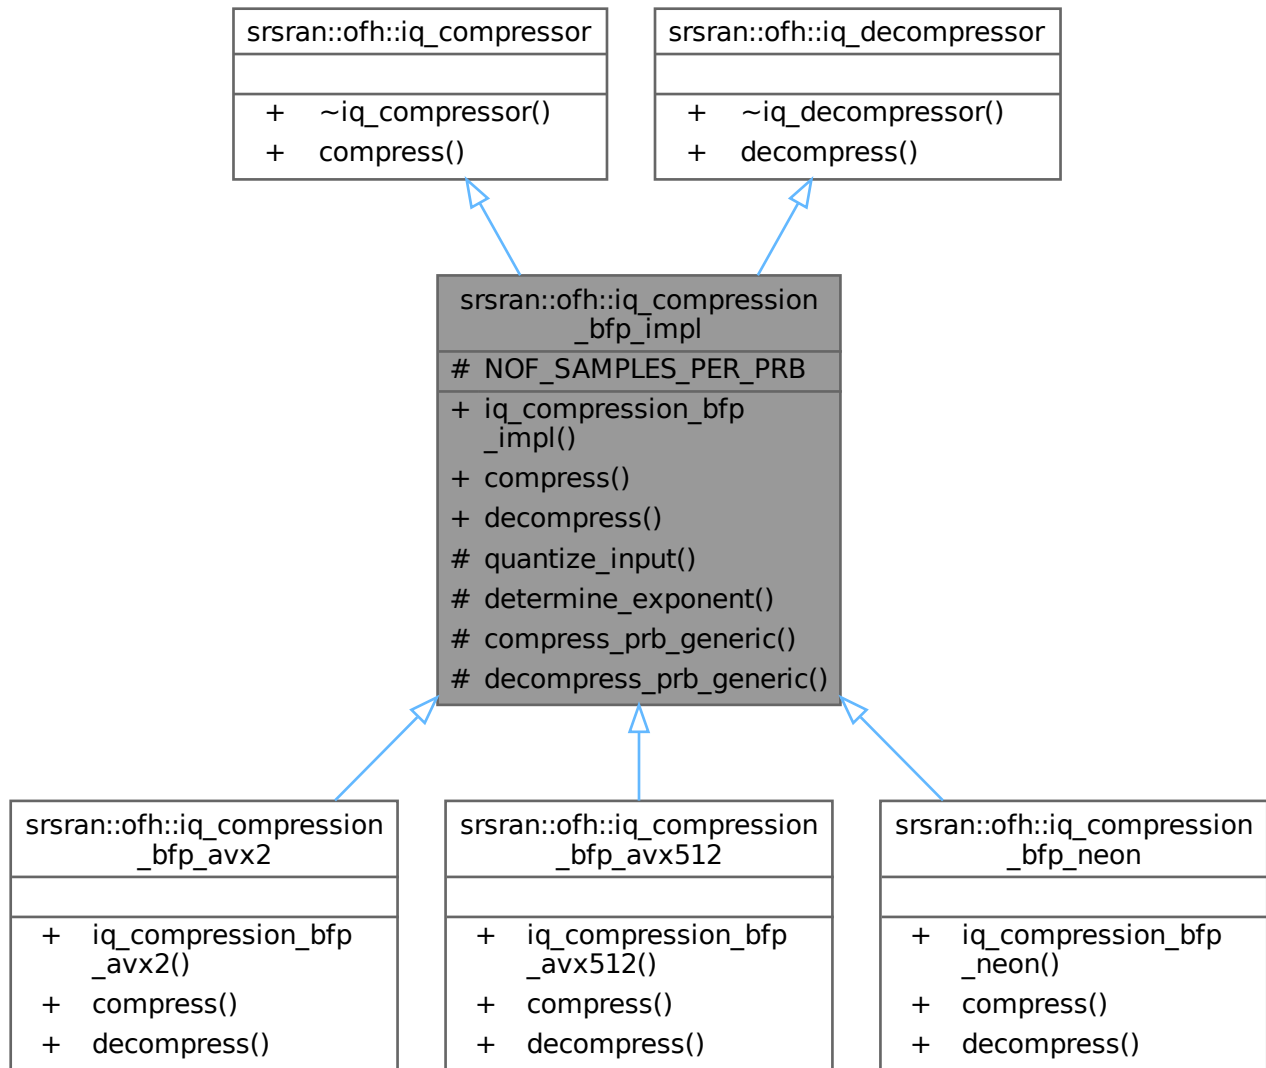 srsran::ofh::iq_compressor
+ ~iq_compressor()
+ compress()
srsran::ofh::iq_decompressor
+ ~iq_decompressor()
+ decompress()
srsran::ofh::iq_compression
_bfp_impl
# NOF_SAMPLES_PER_PRB
+ iq_compression_bfp
_impl()
+ compress()
+ decompress()
# quantize_input()
# determine_exponent()
# compress_prb_generic()
# decompress_prb_generic()
srsran::ofh::iq_compression
_bfp_avx2
+ iq_compression_bfp
_avx2()
+ compress()
+ decompress()
srsran::ofh::iq_compression
_bfp_avx512
+ iq_compression_bfp
_avx512()
+ compress()
+ decompress()
srsran::ofh::iq_compression
_bfp_neon
+ iq_compression_bfp
_neon()
+ compress()
+ decompress()